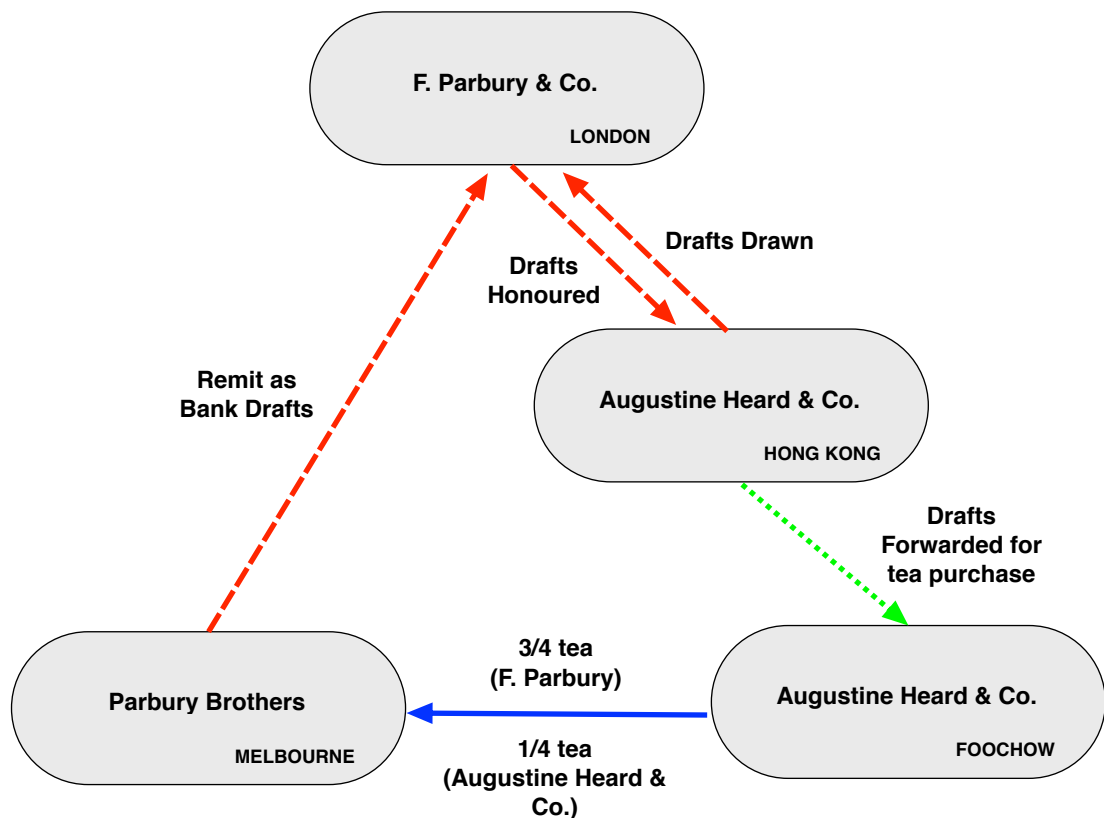 F. Parbury & Co.
LONDON
Drafts Drawn
Drafts
Honoured
Remit as
Bank Drafts
Augustine Heard & Co.
HONG KONG
Drafts
Forwarded for
tea purchase
3/4 tea
(F. Parbury)
Parbury Brothers
MELBOURNE
Augustine Heard & Co.
FOOCHOW
1/4 tea
(Augustine Heard &
Co.)